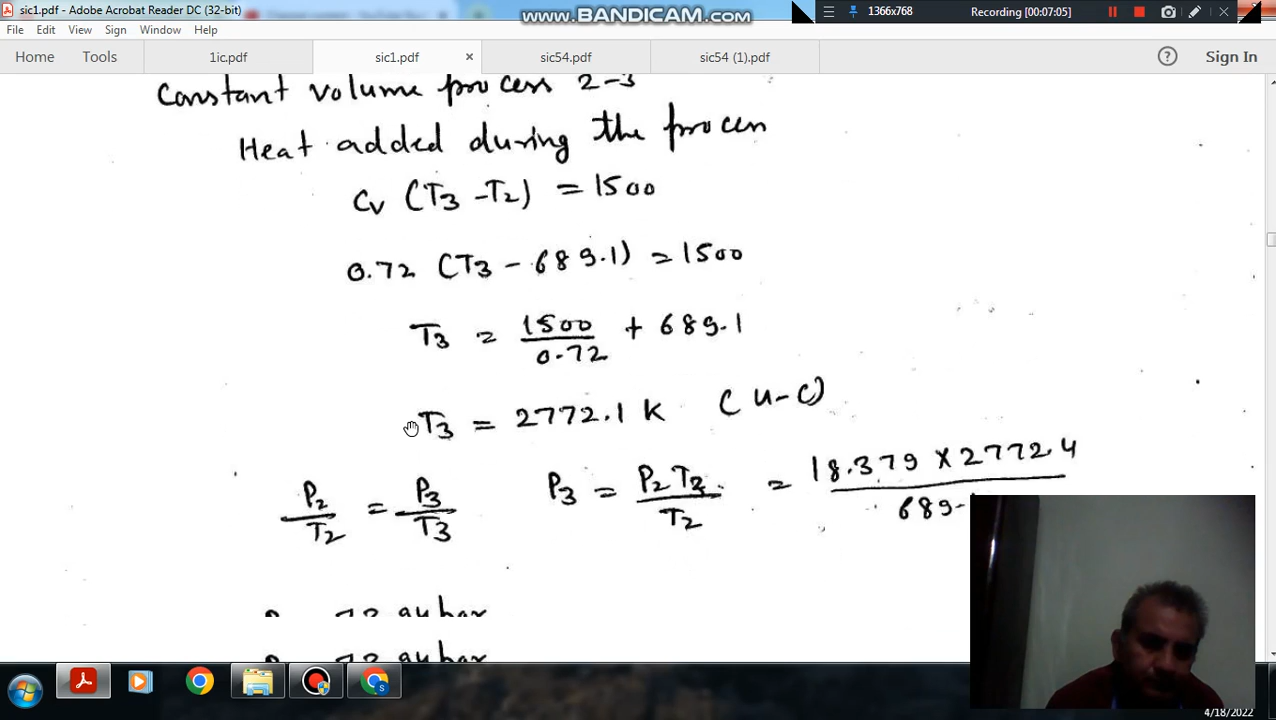 sic1.pdf - Adobe Acrobat Reader DC (32-bit)
www.BANDICAM.com
1366x768
Recording [00:07:05]
File Edit View Sign Window Help
Home Tools 1ic.pdf sic1.pdf × sic54.pdf sic54 (1).pdf Sign In
Constant volume process 2-3
Heat added during the process
Cv (T3 - T2) = 1500
0.72 (T3 - 689.1) = 1500
T3 = 1500/0.72 + 689.1
T3 = 2772.1 K
P2/T2 = P3/T3 P3 = P2 T3/T2 = 18.379 × 2772.4/689.
4/18/2022